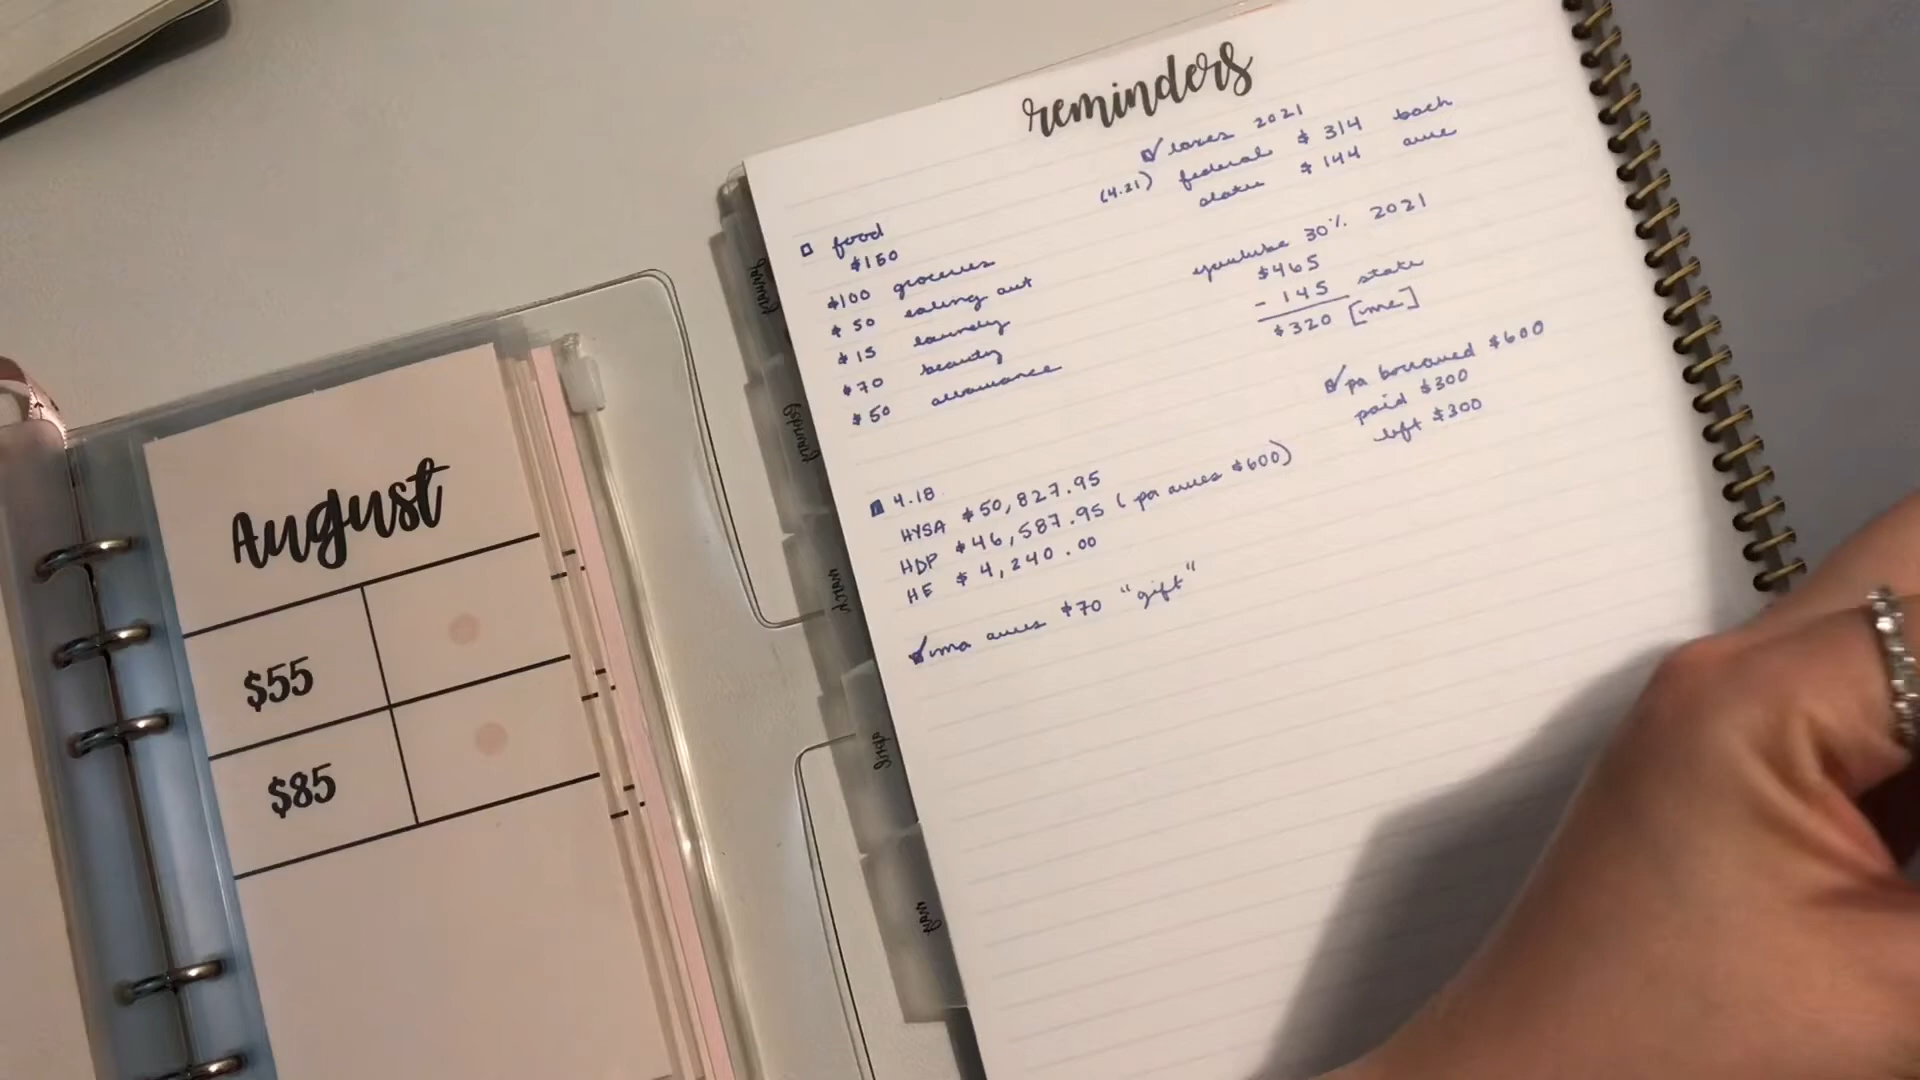 August
$55
$85
reminders
taxes 2021
(4.21) federal $314 back
state $144 owe
food
$150
$100 groceries
$50 eating out
$15 laundry
$70 beauty
$50 allowance
youtube 30% 2021
$465
- 145 state
$320 [me]
pa borrowed $600
paid $300
left $300
4.18
HYSA $50,827.95
HDP $46,587.95 (pa owes $600)
HE $4,240.00
ma owes $70 "gift"